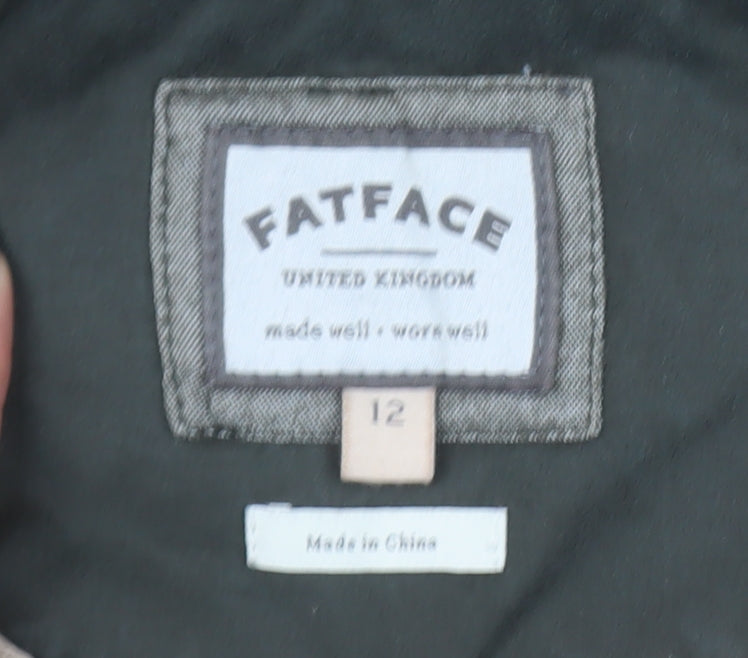 FATFACE
UNITED KINGDOM
made well • worn well
12
Made in China